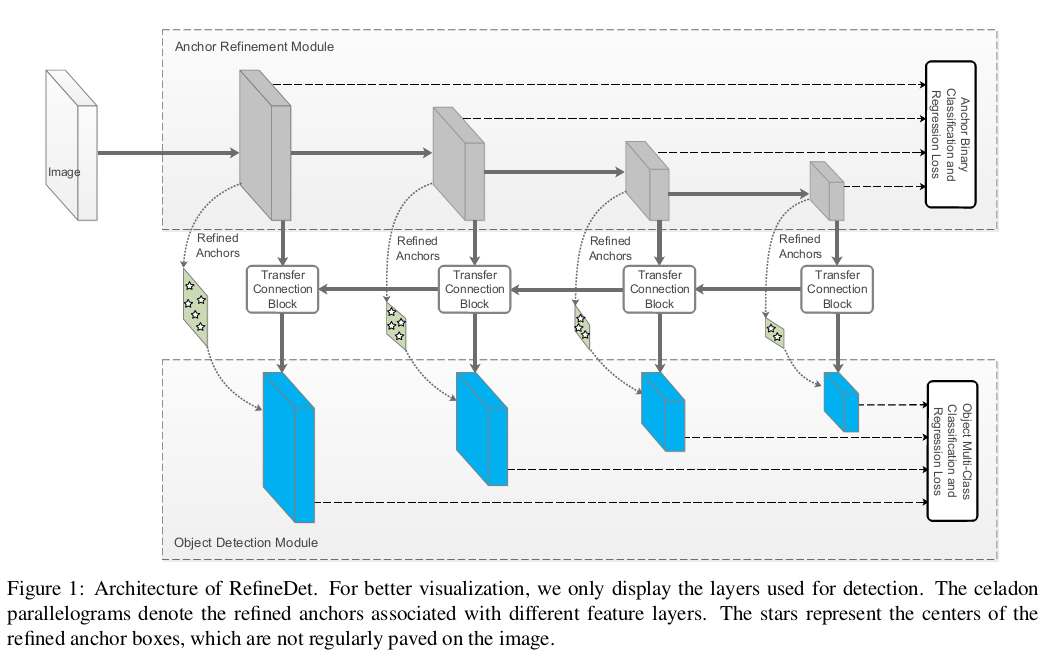 Anchor Refinement Module
Image
Anchor Binary
Classification and
Regression Loss
Refined
Anchors
Refined
Anchors
Refined
Anchors
Refined
Anchors
Transfer
Connection
Block
Transfer
Connection
Block
Transfer
Connection
Block
Transfer
Connection
Block
Object Multi-Class
Classification and
Regression Loss
Object Detection Module
Figure 1: Architecture of RefineDet. For better visualization, we only display the layers used for detection. The celadon
parallelograms denote the refined anchors associated with different feature layers. The stars represent the centers of the
refined anchor boxes, which are not regularly paved on the image.